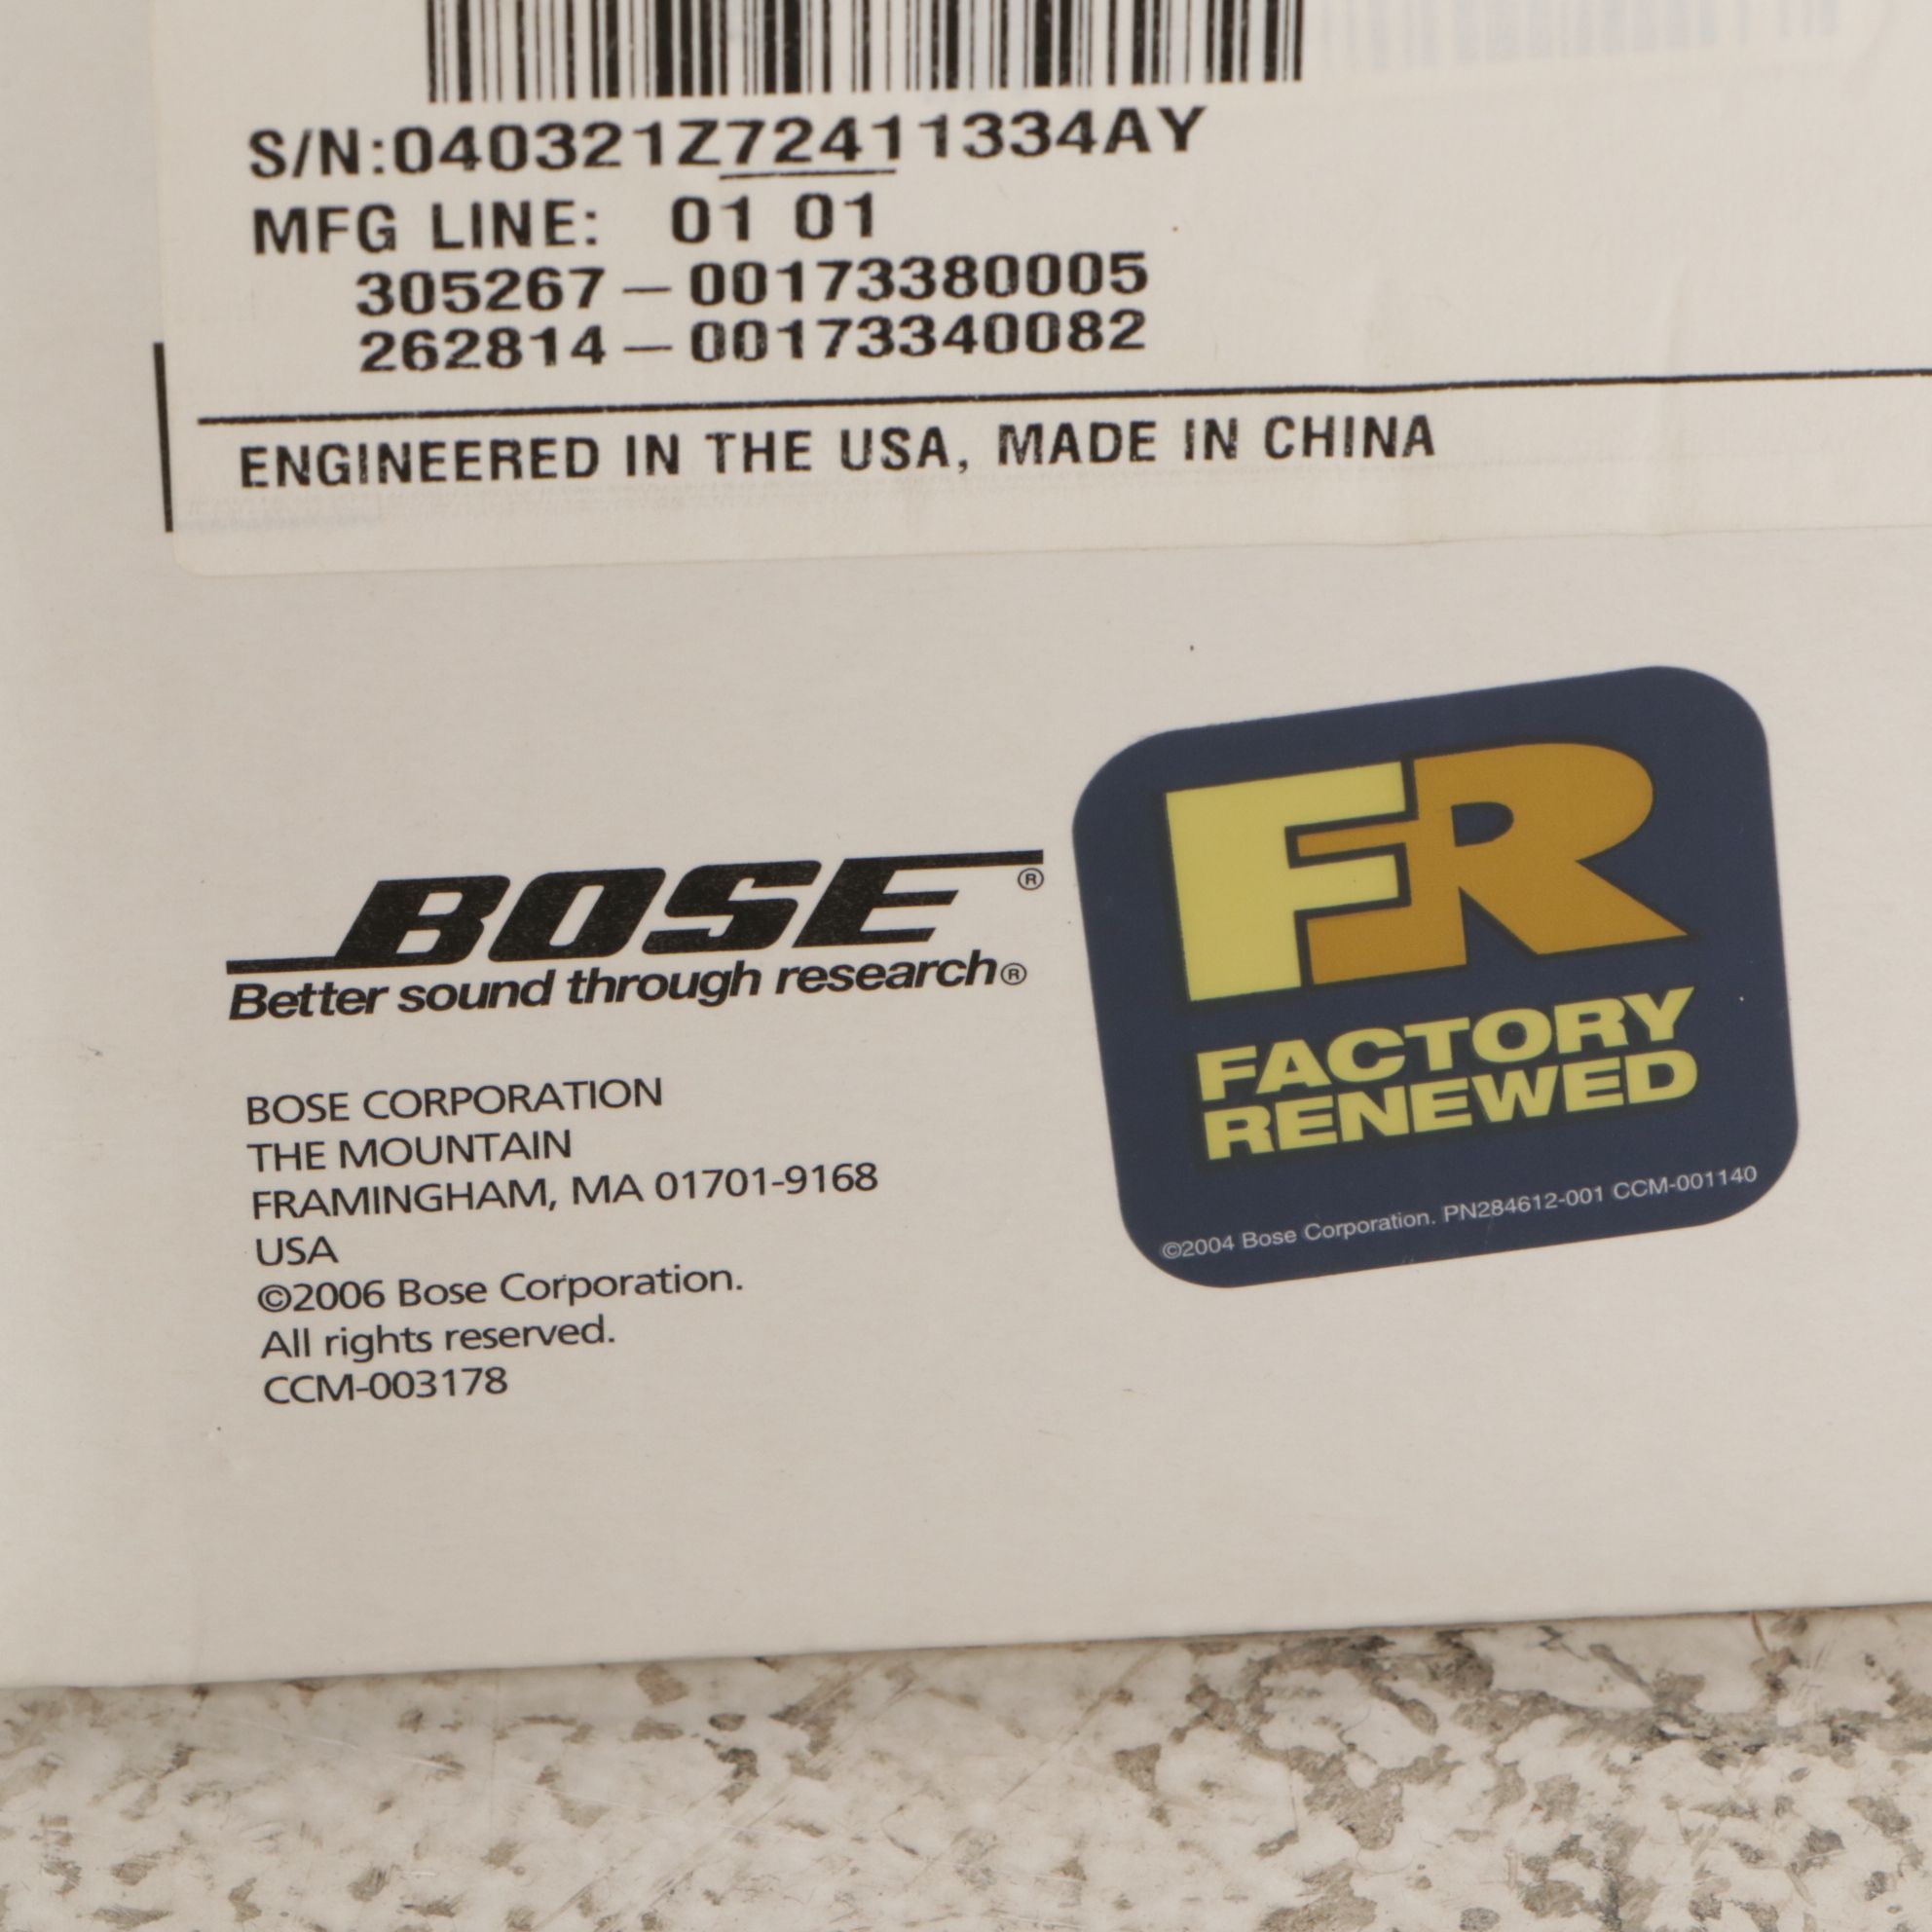 S/N:040321Z72411334AY
MFG LINE: 01 01
305267-00173380005
262814-00173340082
ENGINEERED IN THE USA, MADE IN CHINA
BOSE®
Better sound through research®
BOSE CORPORATION
THE MOUNTAIN
FRAMINGHAM, MA 01701-9168
USA
©2006 Bose Corporation.
All rights reserved.
CCM-003178
FR
FACTORY
RENEWED
©2004 Bose Corporation. PN284612-001 CCM-001140